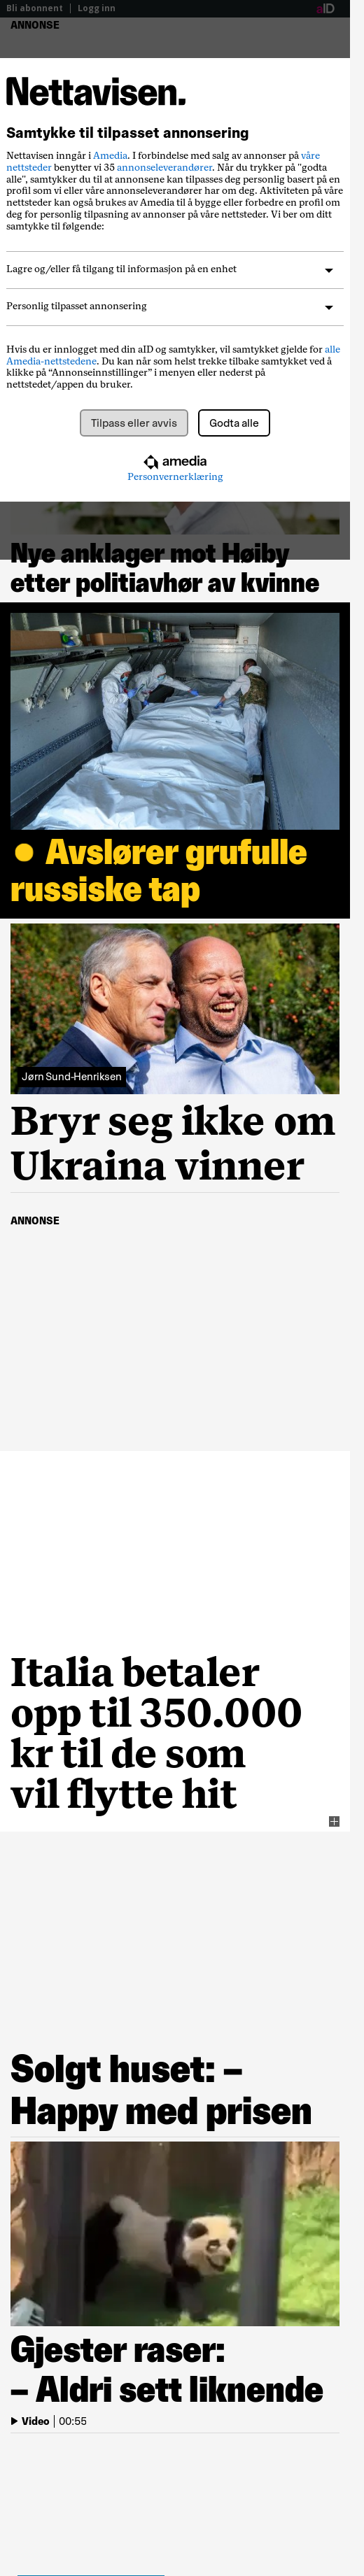 Bli abonnent | Logg inn
aID
ANNONSE
Nettavisen.
Samtykke til tilpasset annonsering
Nettavisen inngår i Amedia. I forbindelse med salg av annonser på våre
nettsteder benytter vi 35 annonseleverandører. Når du trykker på "godta
alle", samtykker du til at annonsene kan tilpasses deg personlig basert på en
profil som vi eller våre annonseleverandører har om deg. Aktiviteten på våre
nettsteder kan også brukes av Amedia til å bygge eller forbedre en profil om
deg for personlig tilpasning av annonser på våre nettsteder. Vi ber om ditt
samtykke til følgende:
Lagre og/eller få tilgang til informasjon på en enhet
Personlig tilpasset annonsering
Hvis du er innlogget med din aID og samtykker, vil samtykket gjelde for alle
Amedia-nettstedene. Du kan når som helst trekke tilbake samtykket ved å
klikke på “Annonseinnstillinger” i menyen eller nederst på
nettstedet/appen du bruker.
Tilpass eller avvis
Godta alle
amedia
Personvernerklæring
Nye anklager mot Høiby
etter politiavhør av kvinne
Avslører grufulle
russiske tap
Jørn Sund-Henriksen
Bryr seg ikke om
Ukraina vinner
ANNONSE
Italia betaler
opp til 350.000
kr til de som
vil flytte hit
Solgt huset: –
Happy med prisen
Gjester raser:
– Aldri sett liknende
Video | 00:55